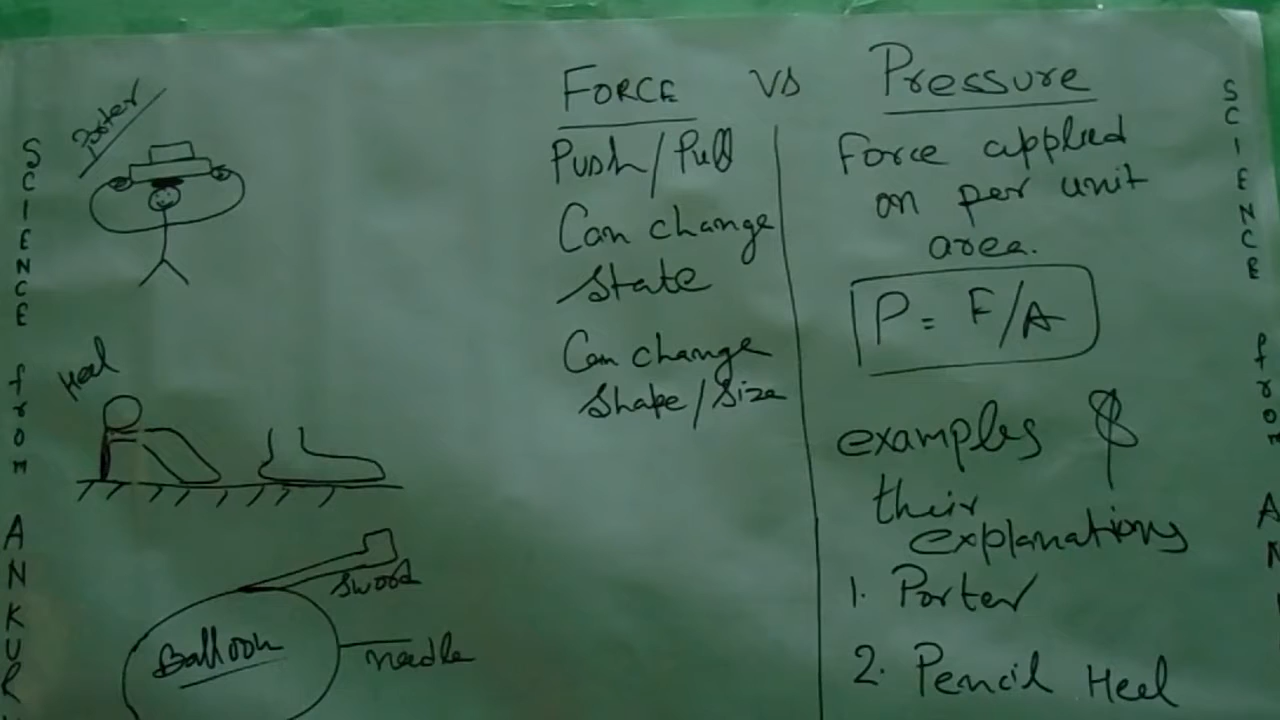 SCIENCE from ANKUR
Porter
Heel
sword
Balloon
needle
FORCE vs Pressure
Push/Pull
Can change
state
Can change
shape/size
Force applied
on per unit
area.
P = F/A
examples &
their
explanations
1. Porter
2. Pencil Heel
SCIENCE from AN